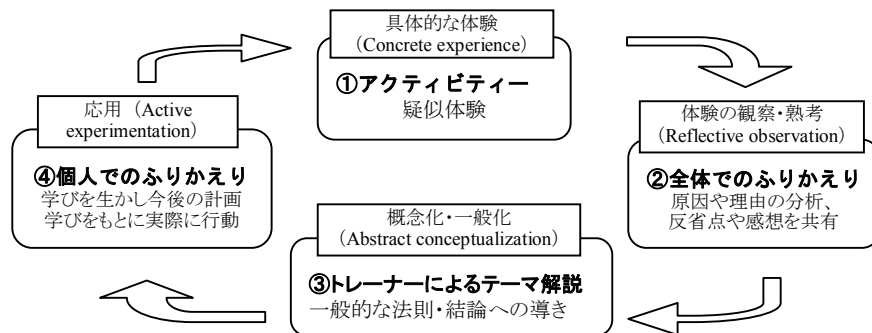 具体的な体験
(Concrete experience)
①アクティビティー
疑似体験
体験の観察・熟考
(Reflective observation)
②全体でのふりかえり
原因や理由の分析、
反省点や感想を共有
概念化・一般化
(Abstract conceptualization)
③トレーナーによるテーマ解説
一般的な法則・結論への導き
応用（Active
experimentation）
④個人でのふりかえり
学びを生かし今後の計画
学びをもとに実際に行動